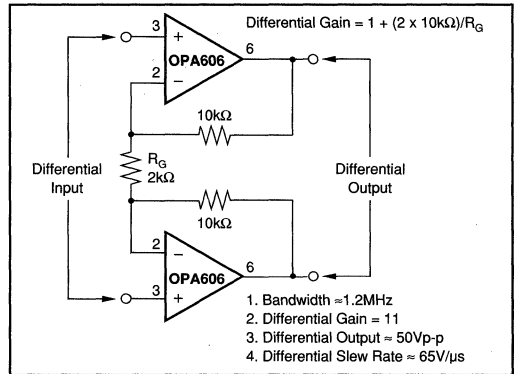 Differential Gain = 1 + (2 x 10kΩ)/RG
3
+
OPA606
6
2
−
10kΩ
Differential
Input
RG
2kΩ
Differential
Output
10kΩ
2
−
6
OPA606
3
+
1. Bandwidth ≈1.2MHz
2. Differential Gain = 11
3. Differential Output ≈ 50Vp-p
4. Differential Slew Rate ≈ 65V/µs